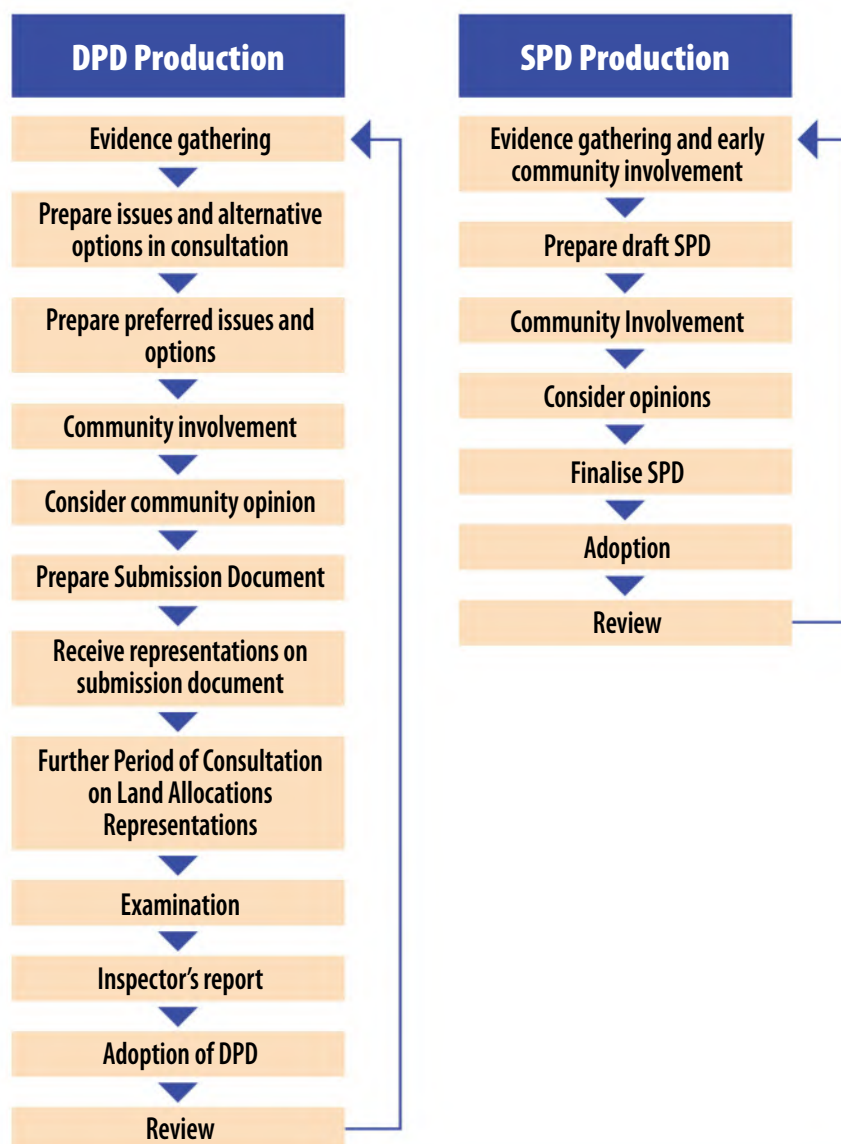 DPD Production
Evidence gathering
Prepare issues and alternative
options in consultation
Prepare preferred issues and
options
Community involvement
Consider community opinion
Prepare Submission Document
Receive representations on
submission document
Further Period of Consultation
on Land Allocations
Representations
Examination
Inspector's report
Adoption of DPD
Review
SPD Production
Evidence gathering and early
community involvement
Prepare draft SPD
Community Involvement
Consider opinions
Finalise SPD
Adoption
Review